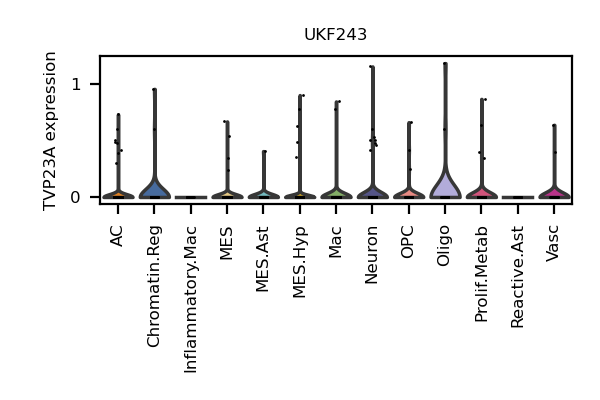 UKF243
TVP23A expression
1
0
AC
Chromatin.Reg
Inflammatory.Mac
MES
MES.Ast
MES.Hyp
Mac
Neuron
OPC
Oligo
Prolif.Metab
Reactive.Ast
Vasc